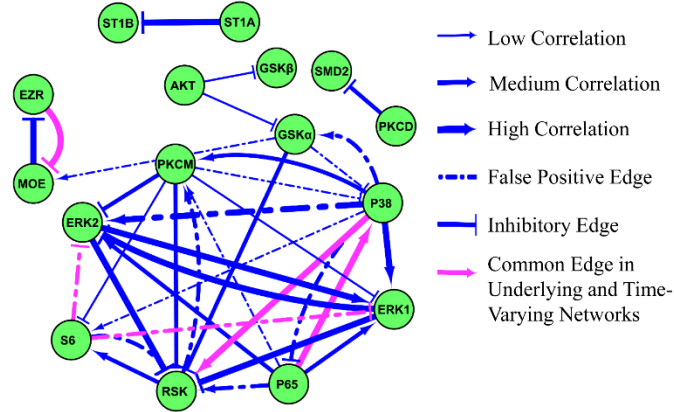 ST1B
ST1A
Low Correlation
GSKβ
SMD2
AKT
EZR
Medium Correlation
PKCD
GSKα
High Correlation
PKCM
MOE
False Positive Edge
P38
ERK2
Inhibitory Edge
Common Edge in
Underlying and Time-
Varying Networks
ERK1
S6
RSK
P65